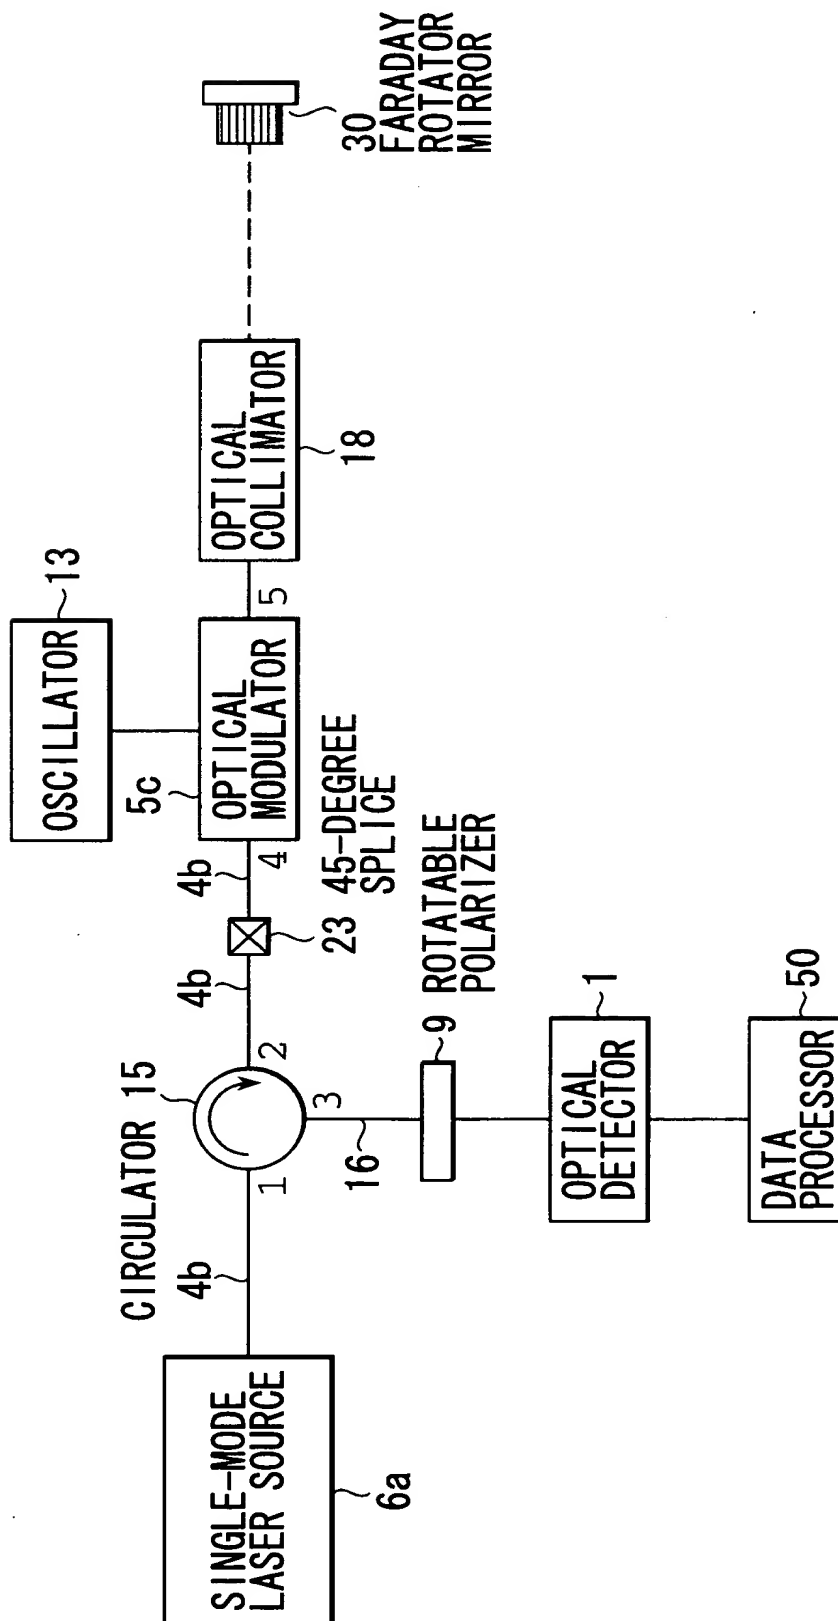 SINGLE-MODE
LASER SOURCE
6a
4b
CIRCULATOR 15
1
2
3
16
9 ROTATABLE
POLARIZER
OPTICAL
DETECTOR
1
DATA
PROCESSOR
50
4b
23
45-DEGREE
SPLICE
4b
4
5c
OPTICAL
MODULATOR
5
OSCILLATOR
13
OPTICAL
COLLIMATOR
18
30
FARADAY
ROTATOR
MIRROR